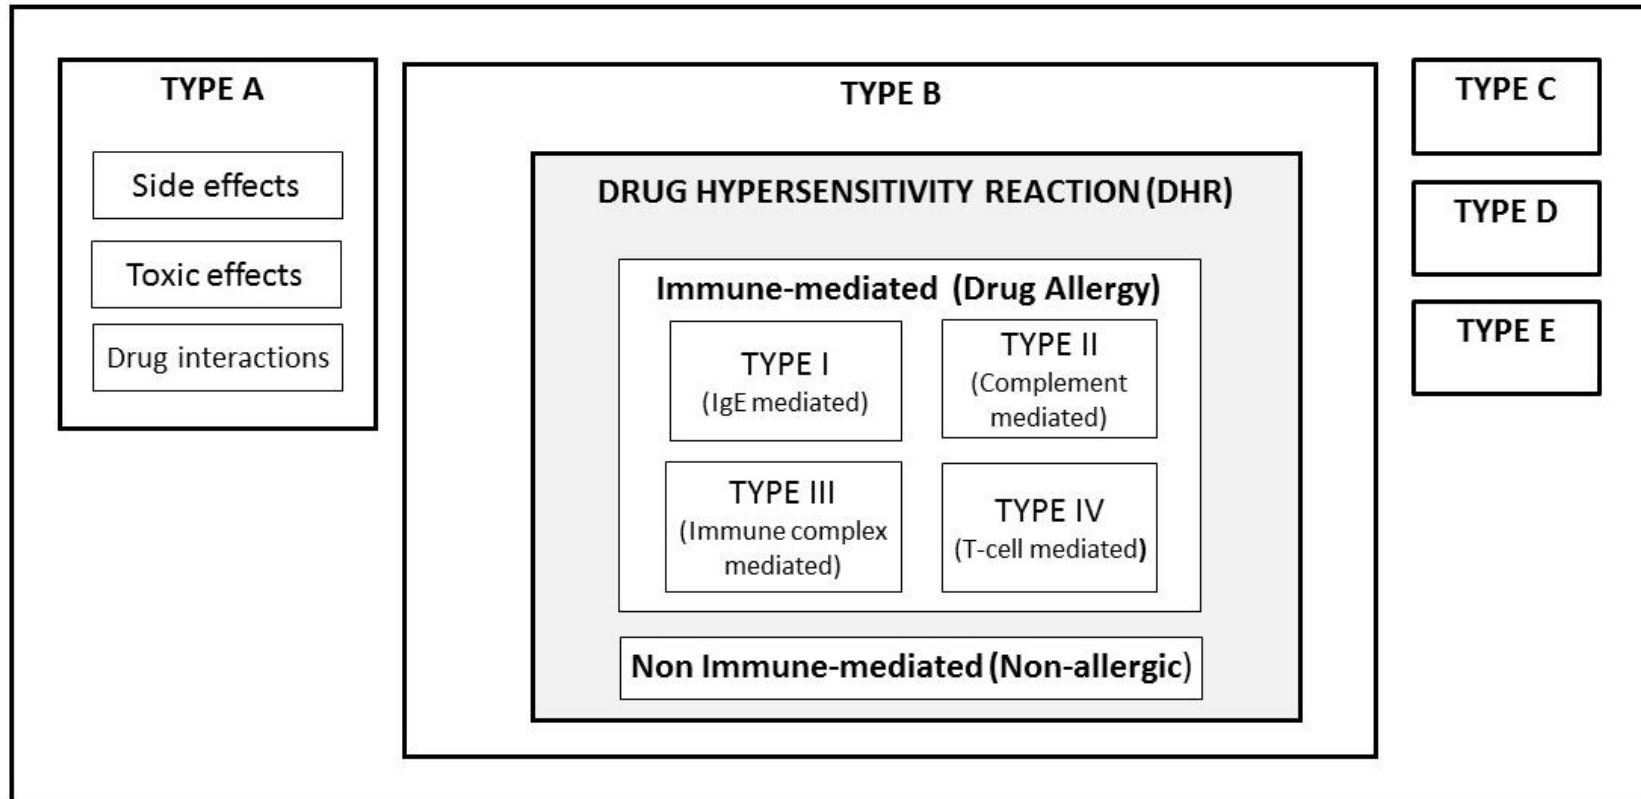 TYPE A
Side effects
Toxic effects
Drug interactions
TYPE B
DRUG HYPERSENSITIVITY REACTION (DHR)
Immune-mediated (Drug Allergy)
TYPE I
(IgE mediated)
TYPE II
(Complement
mediated)
TYPE III
(Immune complex
mediated)
TYPE IV
(T-cell mediated)
Non Immune-mediated (Non-allergic)
TYPE C
TYPE D
TYPE E